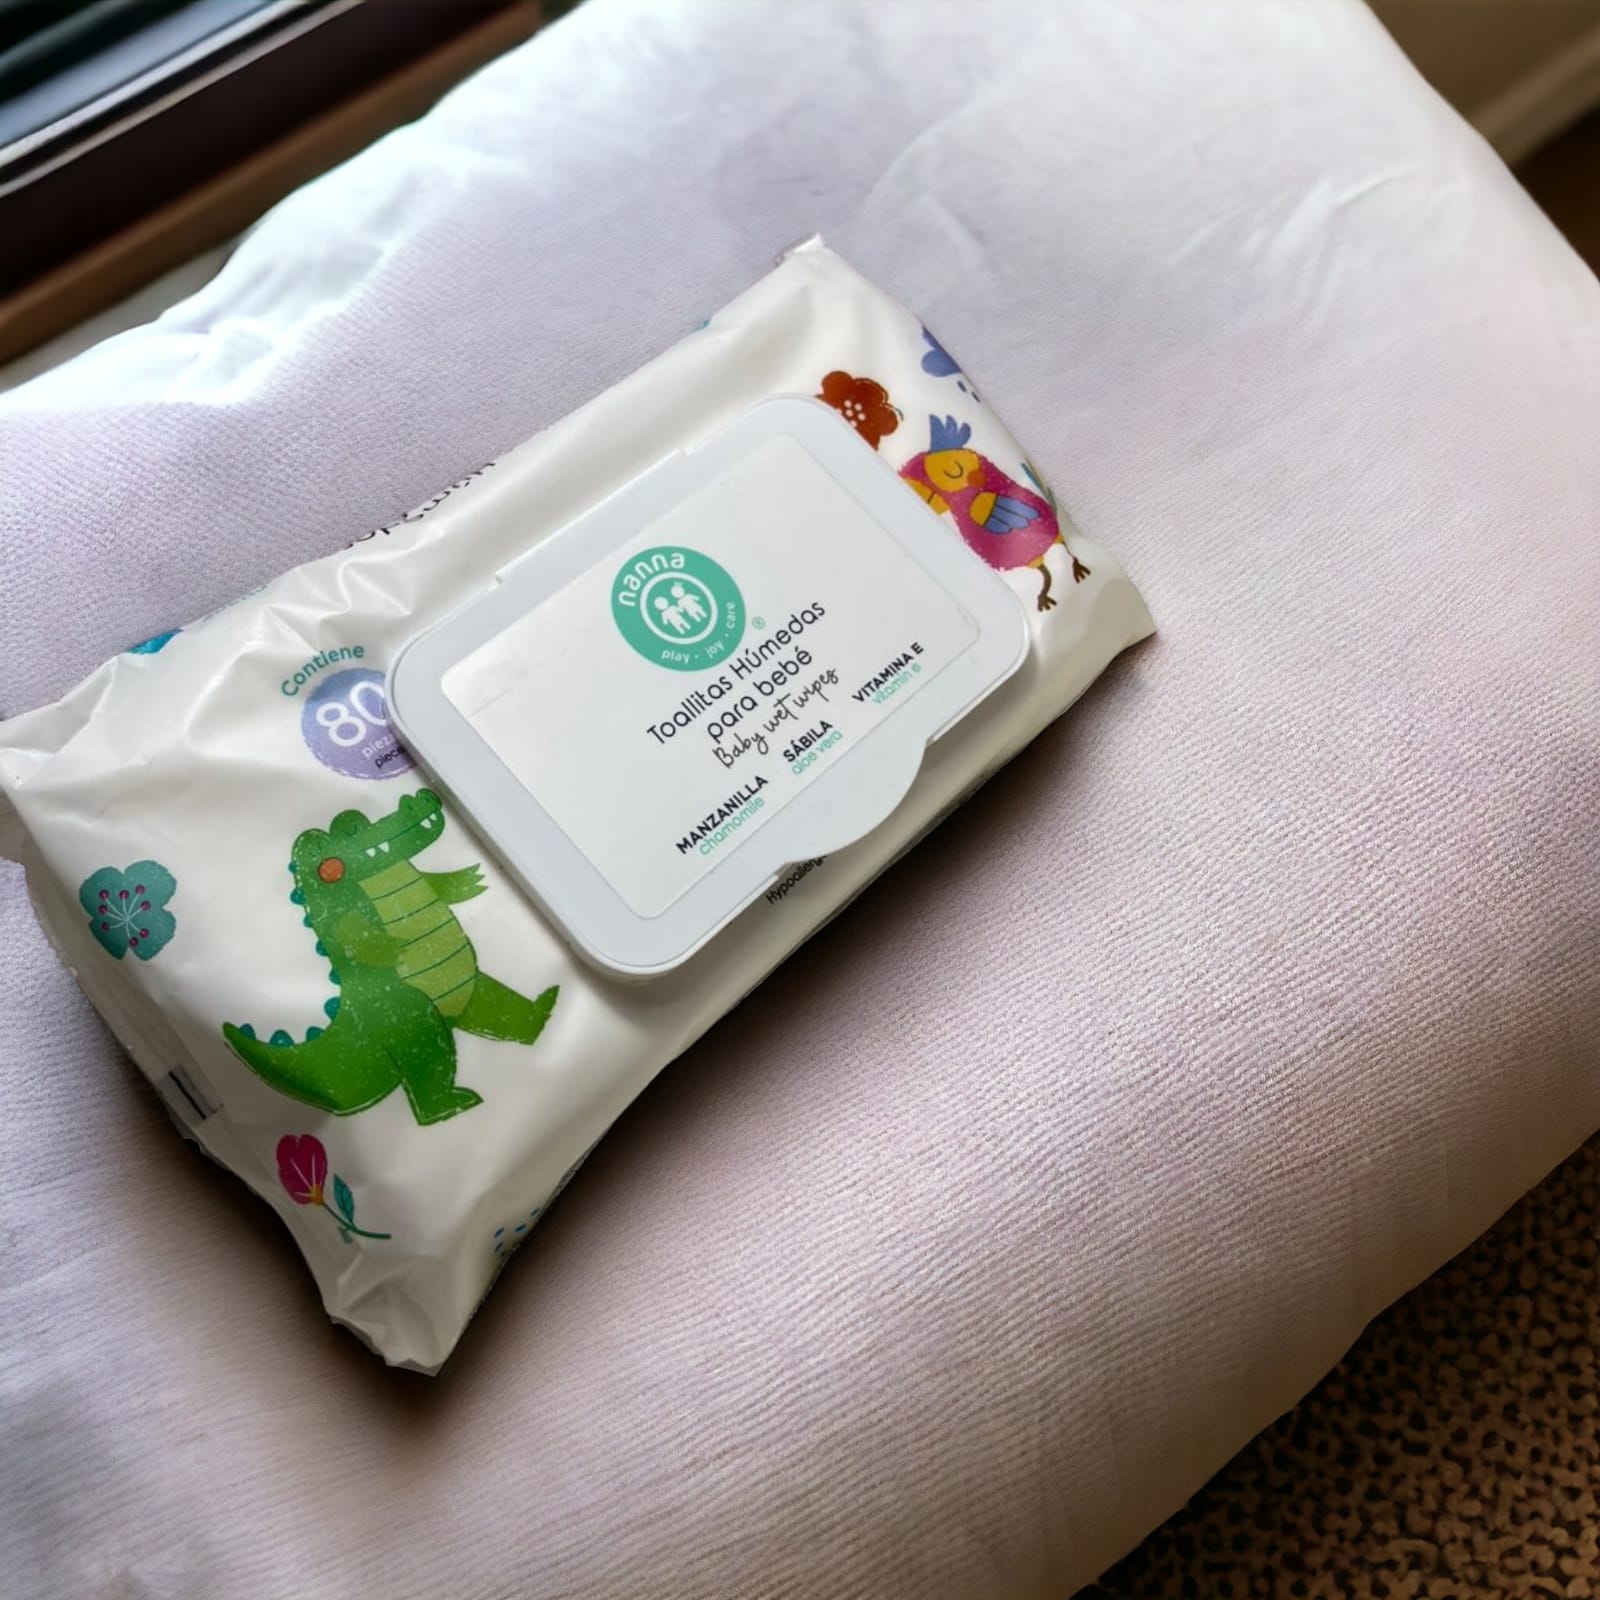 Contiene
80
nanna
play · joy · care
®
Toallitas Húmedas
para bebé
Baby wet wipes
MANZANILLA
chamomile
SÁBILA
aloe vera
VITAMINA E
vitamin e